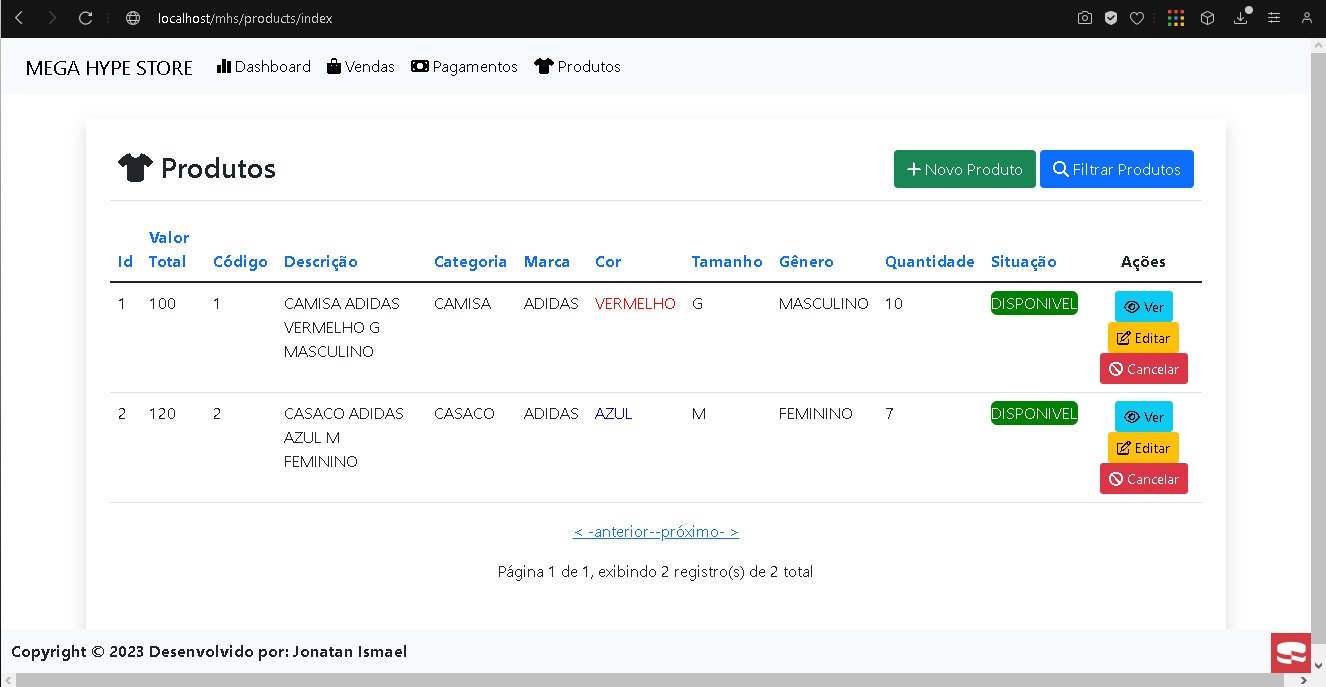 localhost/mhs/products/index
MEGA HYPE STORE Dashboard Vendas Pagamentos Produtos
Produtos
Novo Produto Filtrar Produtos
Id Valor Total Código Descrição Categoria Marca Cor Tamanho Gênero Quantidade Situação Ações
1 100 1 CAMISA ADIDAS CAMISA ADIDAS VERMELHO G MASCULINO 10 DISPONIVEL Ver
VERMELHO G Editar
MASCULINO Cancelar
2 120 2 CASACO ADIDAS CASACO ADIDAS AZUL M FEMININO 7 DISPONIVEL Ver
AZUL M Editar
FEMININO Cancelar
< -anterior--próximo- >
Página 1 de 1, exibindo 2 registro(s) de 2 total
Copyright © 2023 Desenvolvido por: Jonatan Ismael